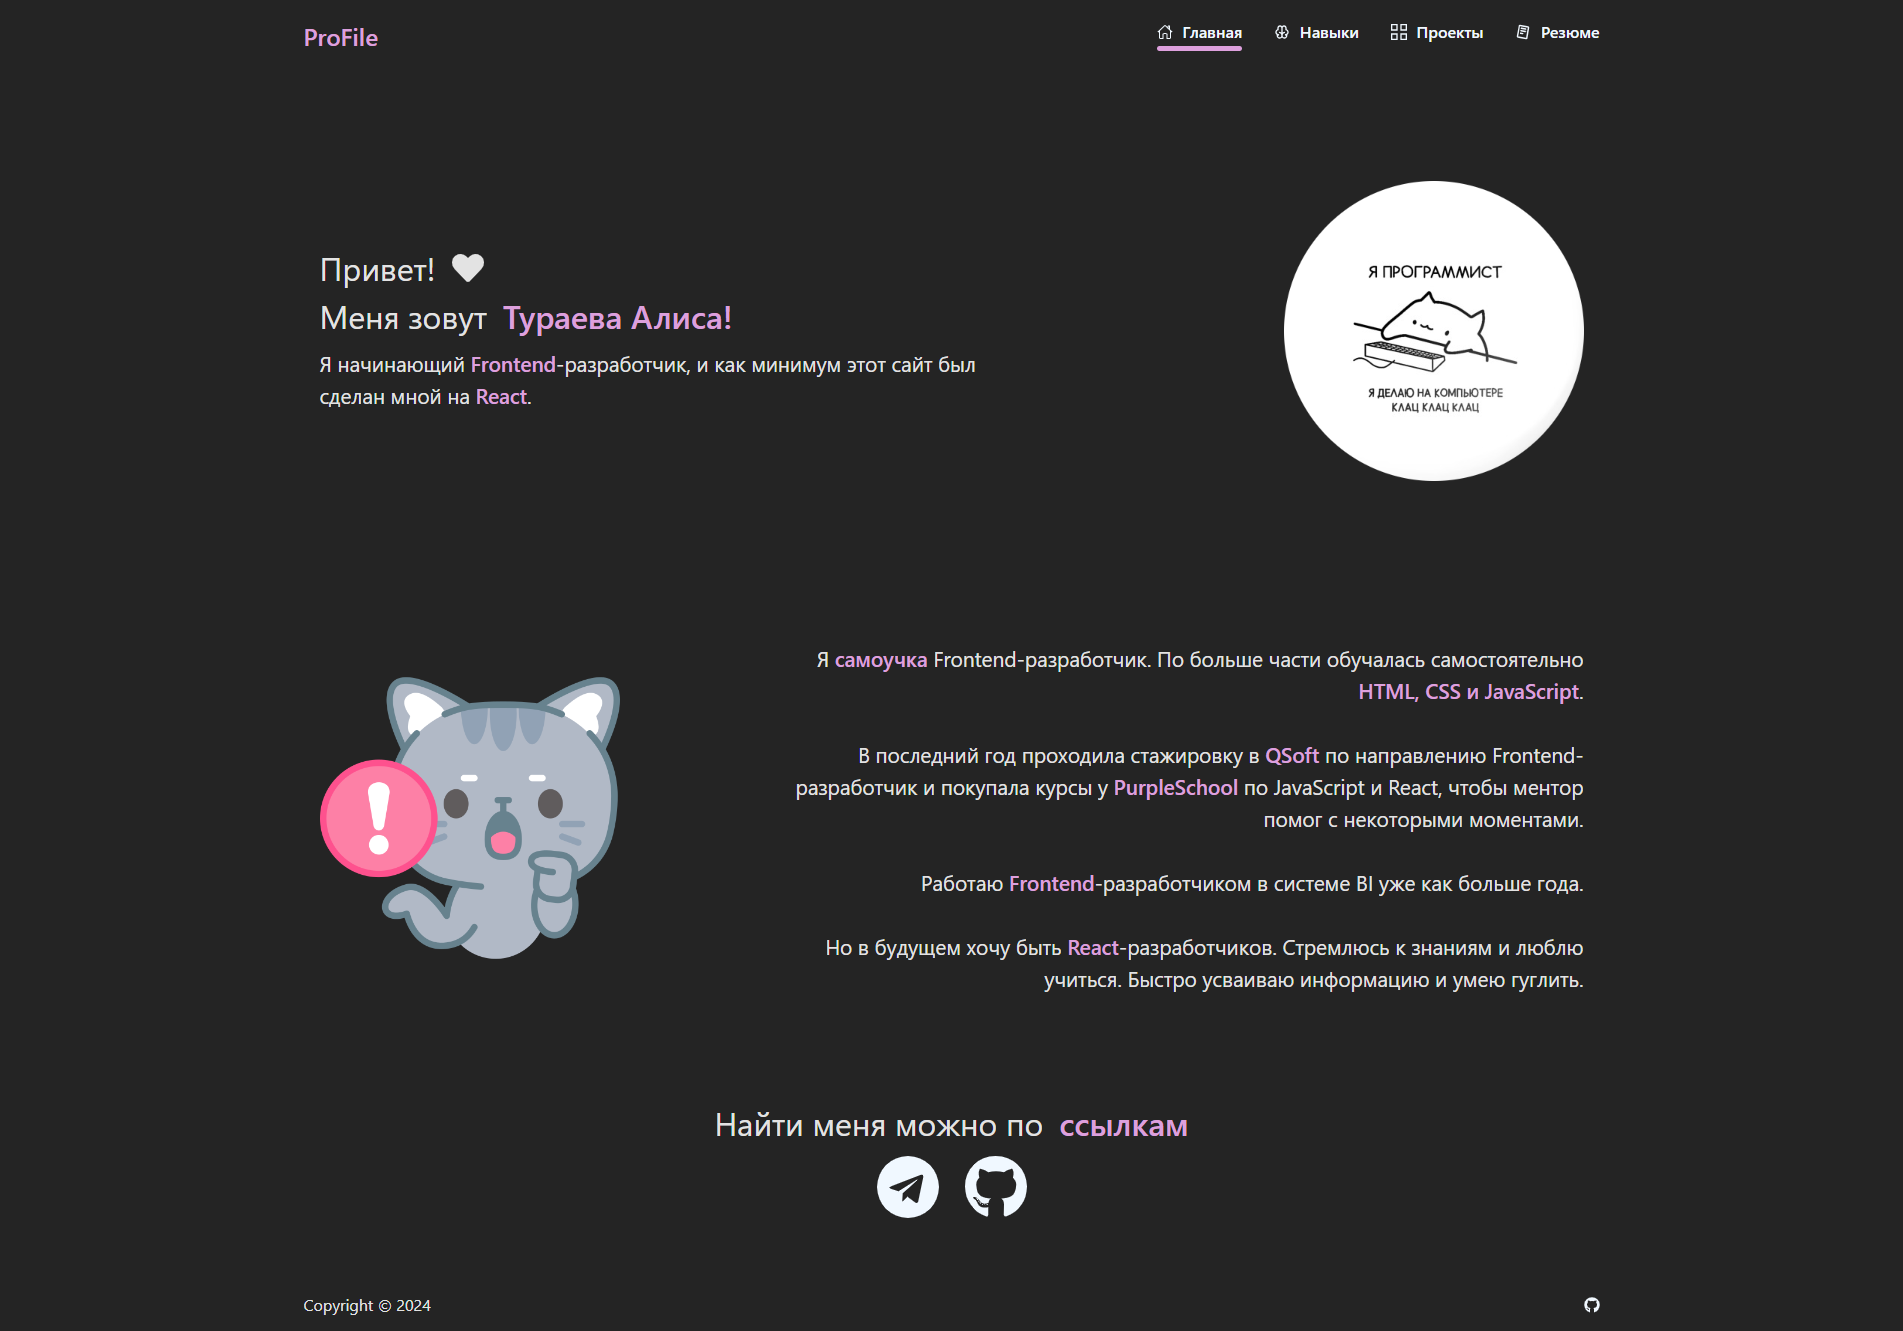 ProFile
Главная Навыки Проекты Резюме
Привет!
Меня зовут Тураева Алиса!
Я начинающий Frontend-разработчик, и как минимум этот сайт был
сделан мной на React.
Я ПРОГРАММИСТ
Я ДЕЛАЮ НА КОМПЬЮТЕРЕ
КЛАЦ КЛАЦ КЛАЦ
Я самоучка Frontend-разработчик. По больше части обучалась самостоятельно
HTML, CSS и JavaScript.
В последний год проходила стажировку в QSoft по направлению Frontend-
разработчик и покупала курсы у PurpleSchool по JavaScript и React, чтобы ментор
помог с некоторыми моментами.
Работаю Frontend-разработчиком в системе BI уже как больше года.
Но в будущем хочу быть React-разработчиков. Стремлюсь к знаниям и люблю
учиться. Быстро усваиваю информацию и умею гуглить.
Найти меня можно по ссылкам
Copyright © 2024